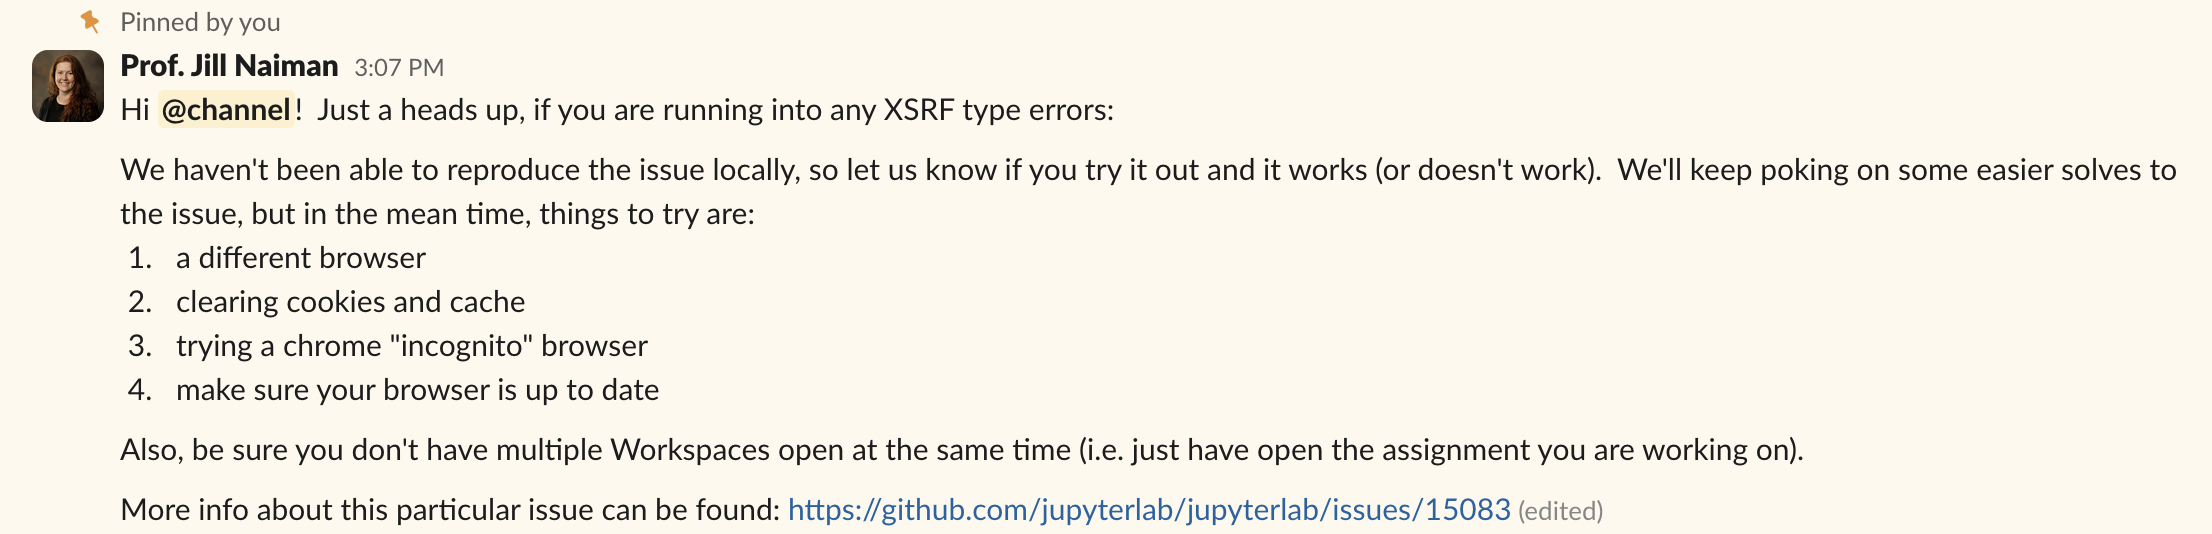 Pinned by you
Prof. Jill Naiman 3:07 PM
Hi @channel! Just a heads up, if you are running into any XSRF type errors:
We haven't been able to reproduce the issue locally, so let us know if you try it out and it works (or doesn't work). We'll keep poking on some easier solves to
the issue, but in the mean time, things to try are:
1. a different browser
2. clearing cookies and cache
3. trying a chrome "incognito" browser
4. make sure your browser is up to date
Also, be sure you don't have multiple Workspaces open at the same time (i.e. just have open the assignment you are working on).
More info about this particular issue can be found: https://github.com/jupyterlab/jupyterlab/issues/15083 (edited)